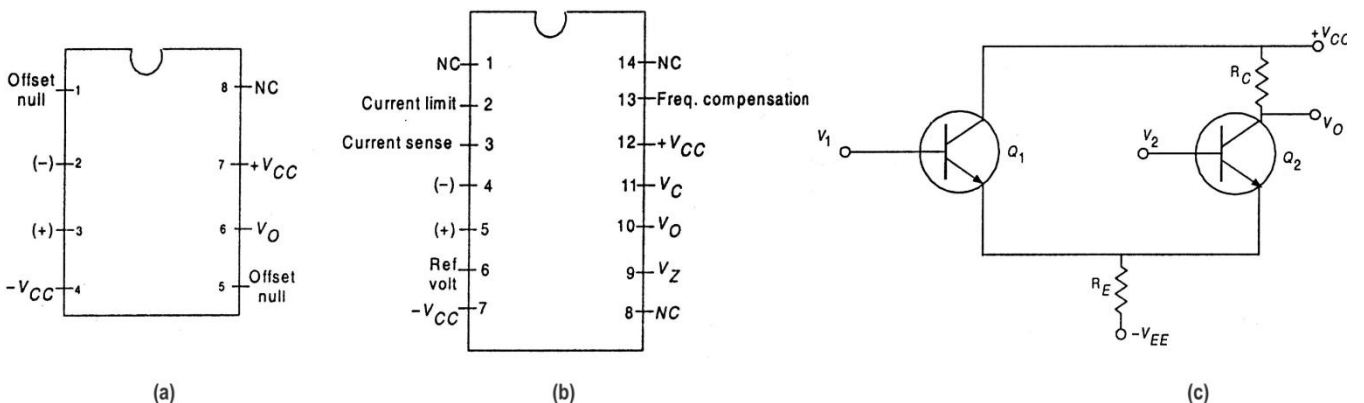 Offset
null
1
(-)
2
(+)
3
-VCC
4
8
NC
7
+VCC
6
VO
5
Offset
null
(a)
NC
1
Current limit
2
Current sense
3
(-)
4
(+)
5
Ref
volt
6
-VCC
7
14
NC
13
Freq. compensation
12
+VCC
11
VC
10
VO
9
VZ
8
NC
(b)
+VCC
RC
VO
V1
Q1
V2
Q2
RE
-VEE
(c)